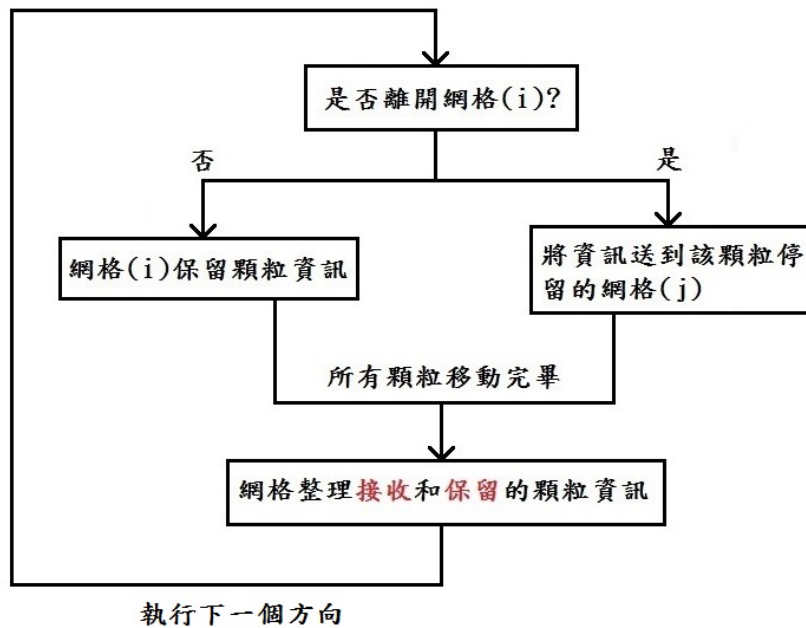 是否離開網格(i)?
否
是
網格(i)保留顆粒資訊
將資訊送到該顆粒停
留的網格(j)
所有顆粒移動完畢
網格整理接收和保留的顆粒資訊
執行下一個方向